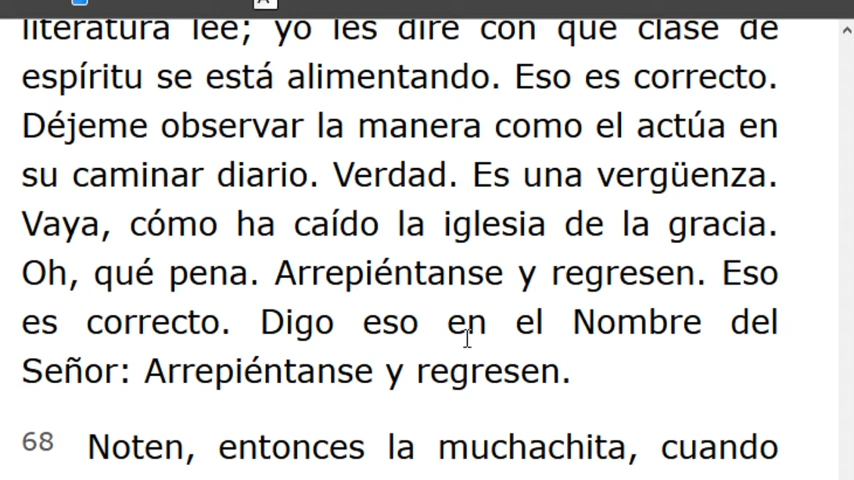 literatura lee; yo les diré con qué clase de
espíritu se está alimentando. Eso es correcto.
Déjeme observar la manera como el actúa en
su caminar diario. Verdad. Es una vergüenza.
Vaya, cómo ha caído la iglesia de la gracia.
Oh, qué pena. Arrepiéntanse y regresen. Eso
es correcto. Digo eso en el Nombre del
Señor: Arrepiéntanse y regresen.
68 Noten, entonces la muchachita, cuando